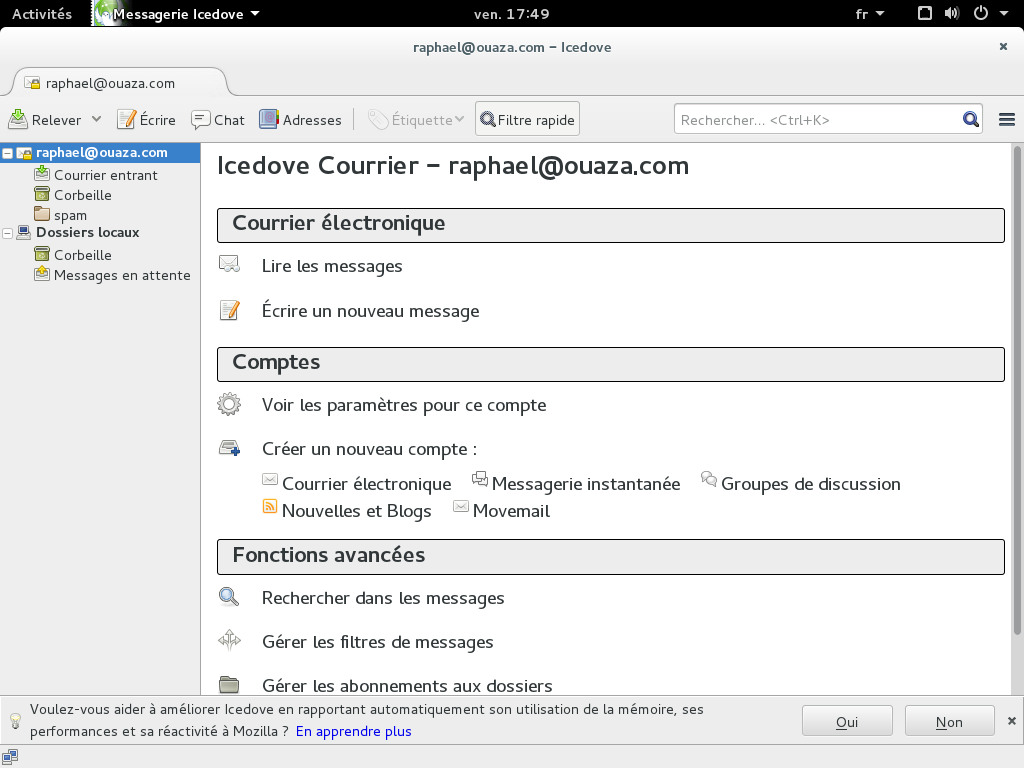 Activités Messagerie Icedove ven. 17:49 fr
raphael@ouaza.com – Icedove
raphael@ouaza.com
Relever Écrire Chat Adresses Étiquette Filtre rapide Rechercher... <Ctrl+K>
raphael@ouaza.com
Courrier entrant
Corbeille
spam
Dossiers locaux
Corbeille
Messages en attente
Icedove Courrier – raphael@ouaza.com
Courrier électronique
Lire les messages
Écrire un nouveau message
Comptes
Voir les paramètres pour ce compte
Créer un nouveau compte :
Courrier électronique Messagerie instantanée Groupes de discussion
Nouvelles et Blogs Movemail
Fonctions avancées
Rechercher dans les messages
Gérer les filtres de messages
Gérer les abonnements aux dossiers
Voulez-vous aider à améliorer Icedove en rapportant automatiquement son utilisation de la mémoire, ses
performances et sa réactivité à Mozilla ? En apprendre plus
Oui Non